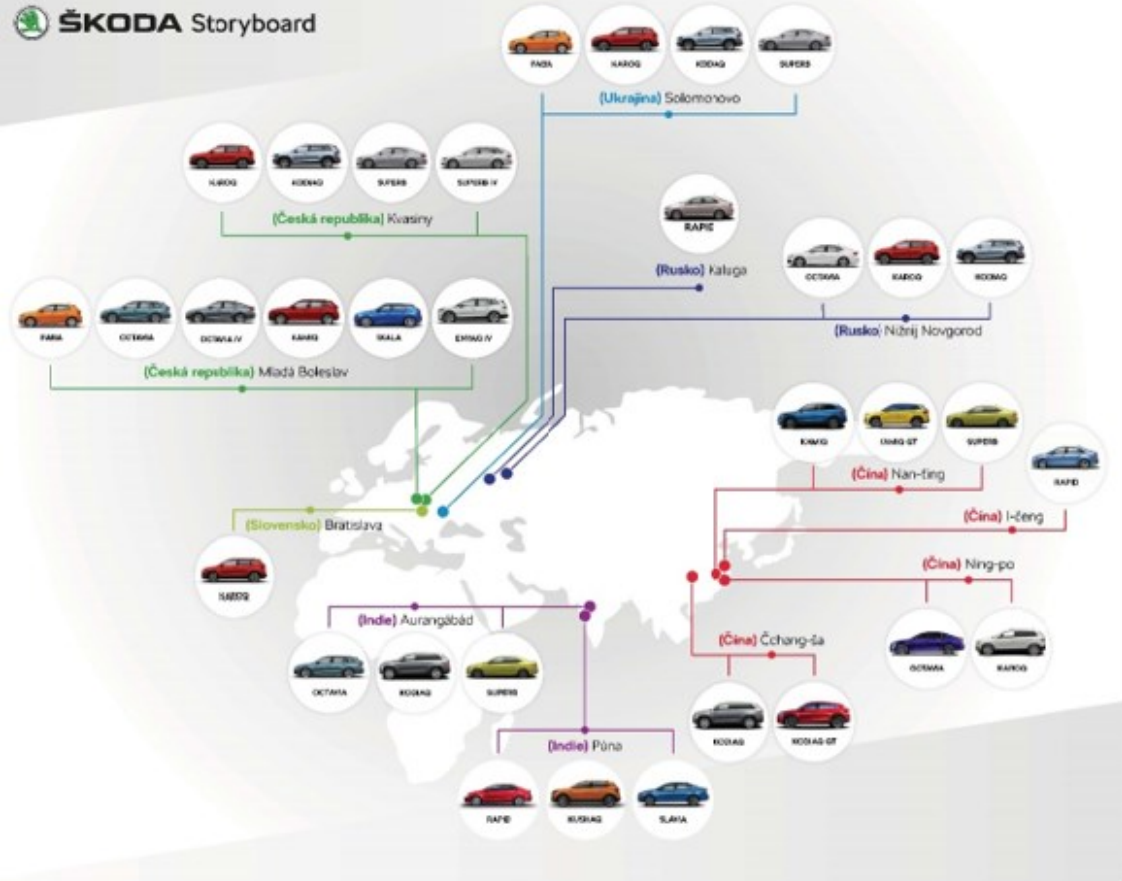 ŠKODA Storyboard
FABIA KAROQ KODIAQ SUPERB
(Ukrajina) Solomonovo
KAROQ KODIAQ SUPERB SUPERB iV
(Česká republika) Kvasiny
RAPID
(Rusko) Kaluga
OCTAVIA KAROQ KODIAQ
(Rusko) Nižnij Novgorod
FABIA OCTAVIA OCTAVIA iV KAMIQ SCALA ENYAQ iV
(Česká republika) Mladá Boleslav
KAMIQ KAMIQ GT SUPERB
(Čína) Nan-ťing
RAPID
(Čína) I-čeng
(Slovensko) Bratislava
KAROQ
(Čína) Ning-po
OCTAVIA KAROQ
(Indie) Aurangábád
OCTAVIA KODIAQ SUPERB
(Čína) Čchang-ša
KODIAQ KODIAQ GT
(Indie) Púna
RAPID KUSHAQ SLAVIA